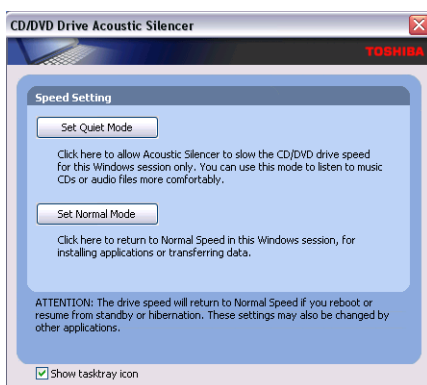 CD/DVD Drive Acoustic Silencer
TOSHIBA
Speed Setting
Set Quiet Mode
Click here to allow Acoustic Silencer to slow the CD/DVD drive speed
for this Windows session only. You can use this mode to listen to music
CDs or audio files more comfortably.
Set Normal Mode
Click here to return to Normal Speed in this Windows session, for
installing applications or transferring data.
ATTENTION: The drive speed will return to Normal Speed if you reboot or
resume from standby or hibernation. These settings may also be changed by
other applications.
Show tasktray icon